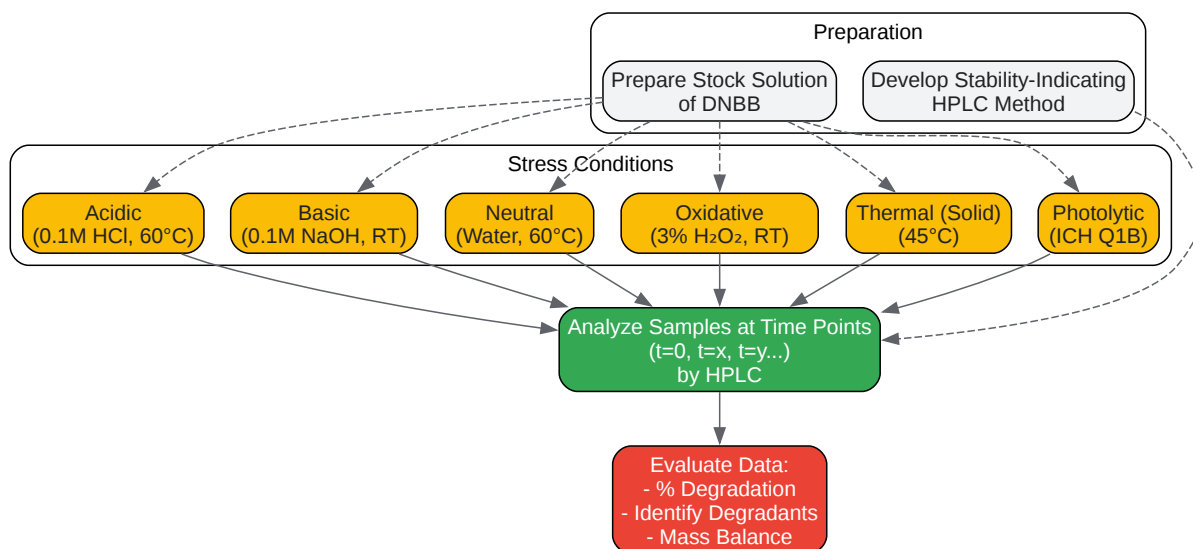 Preparation
Prepare Stock Solution
of DNBB
Develop Stability-Indicating
HPLC Method
Stress Conditions
Acidic
(0.1M HCl, 60°C)
Basic
(0.1M NaOH, RT)
Neutral
(Water, 60°C)
Oxidative
(3% H₂O₂, RT)
Thermal (Solid)
(45°C)
Photolytic
(ICH Q1B)
Analyze Samples at Time Points
(t=0, t=x, t=y...)
by HPLC
Evaluate Data:
- % Degradation
- Identify Degradants
- Mass Balance